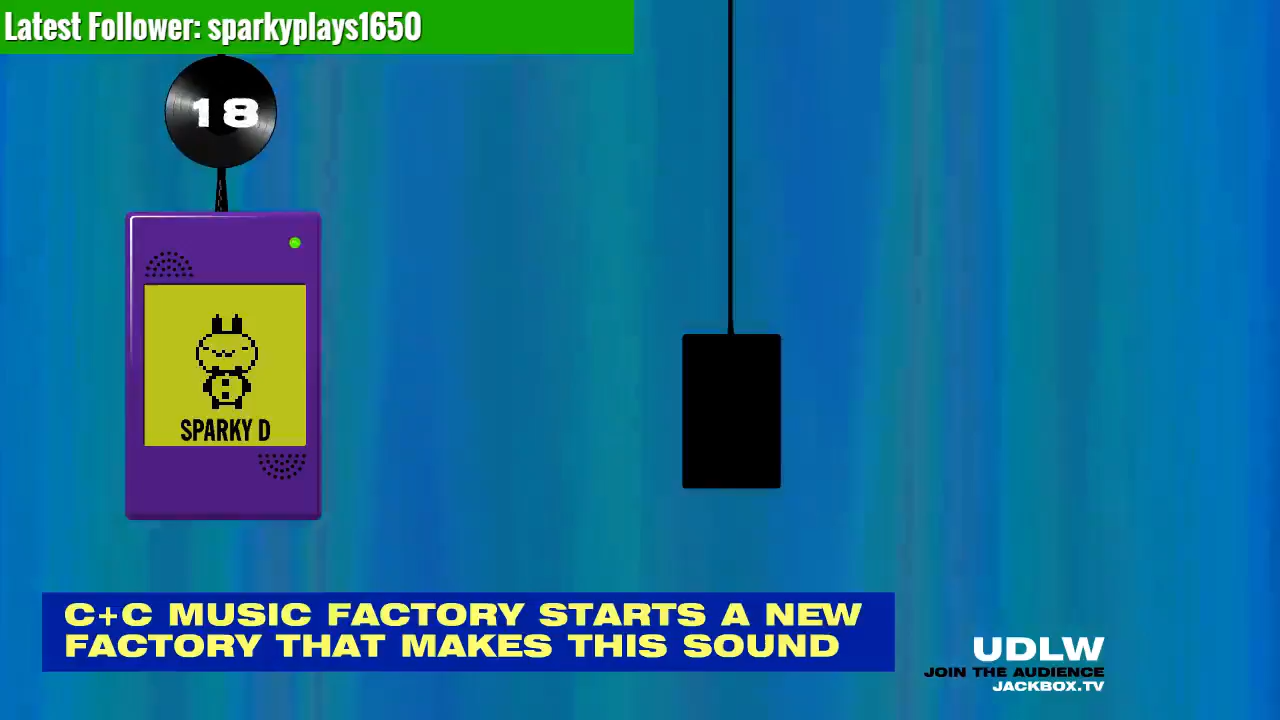 Latest Follower: sparkyplays1650
18
SPARKY D
C+C MUSIC FACTORY STARTS A NEW
FACTORY THAT MAKES THIS SOUND
UDLW
JOIN THE AUDIENCE
JACKBOX.TV